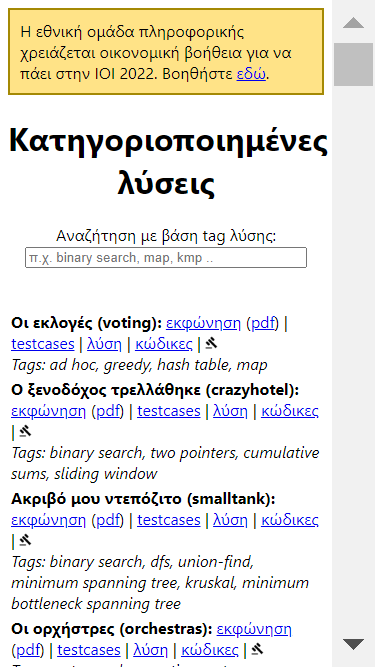 Η εθνική ομάδα πληροφορικής
χρειάζεται οικονομική βοήθεια για να
πάει στην IOI 2022. Βοηθήστε εδώ.
Κατηγοριοποιημένες
λύσεις
Αναζήτηση με βάση tag λύσης:
π.χ. binary search, map, kmp ..
Οι εκλογές (voting): εκφώνηση (pdf) |
testcases | λύση | κώδικες |
Tags: ad hoc, greedy, hash table, map
Ο ξενοδόχος τρελλάθηκε (crazyhotel):
εκφώνηση (pdf) | testcases | λύση | κώδικες
|
Tags: binary search, two pointers, cumulative
sums, sliding window
Ακριβό μου ντεπόζιτο (smalltank):
εκφώνηση (pdf) | testcases | λύση | κώδικες
|
Tags: binary search, dfs, union-find,
minimum spanning tree, kruskal, minimum
bottleneck spanning tree
Οι ορχήστρες (orchestras): εκφώνηση
(pdf) | testcases | λύση | κώδικες |